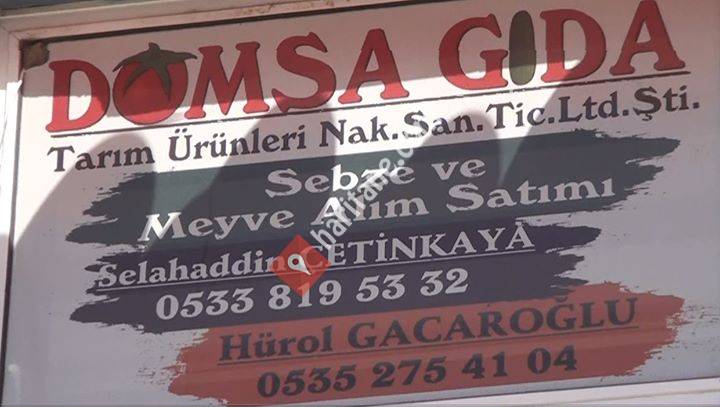 DOMSA GIDA
Tarım Ürünleri Nak.San.Tic.Ltd.Şti.
Sebze ve
Meyve Alım Satımı
Selahaddin ÇETİNKAYA
0533 819 53 32
Hürol GACAROĞLU
0535 275 41 04